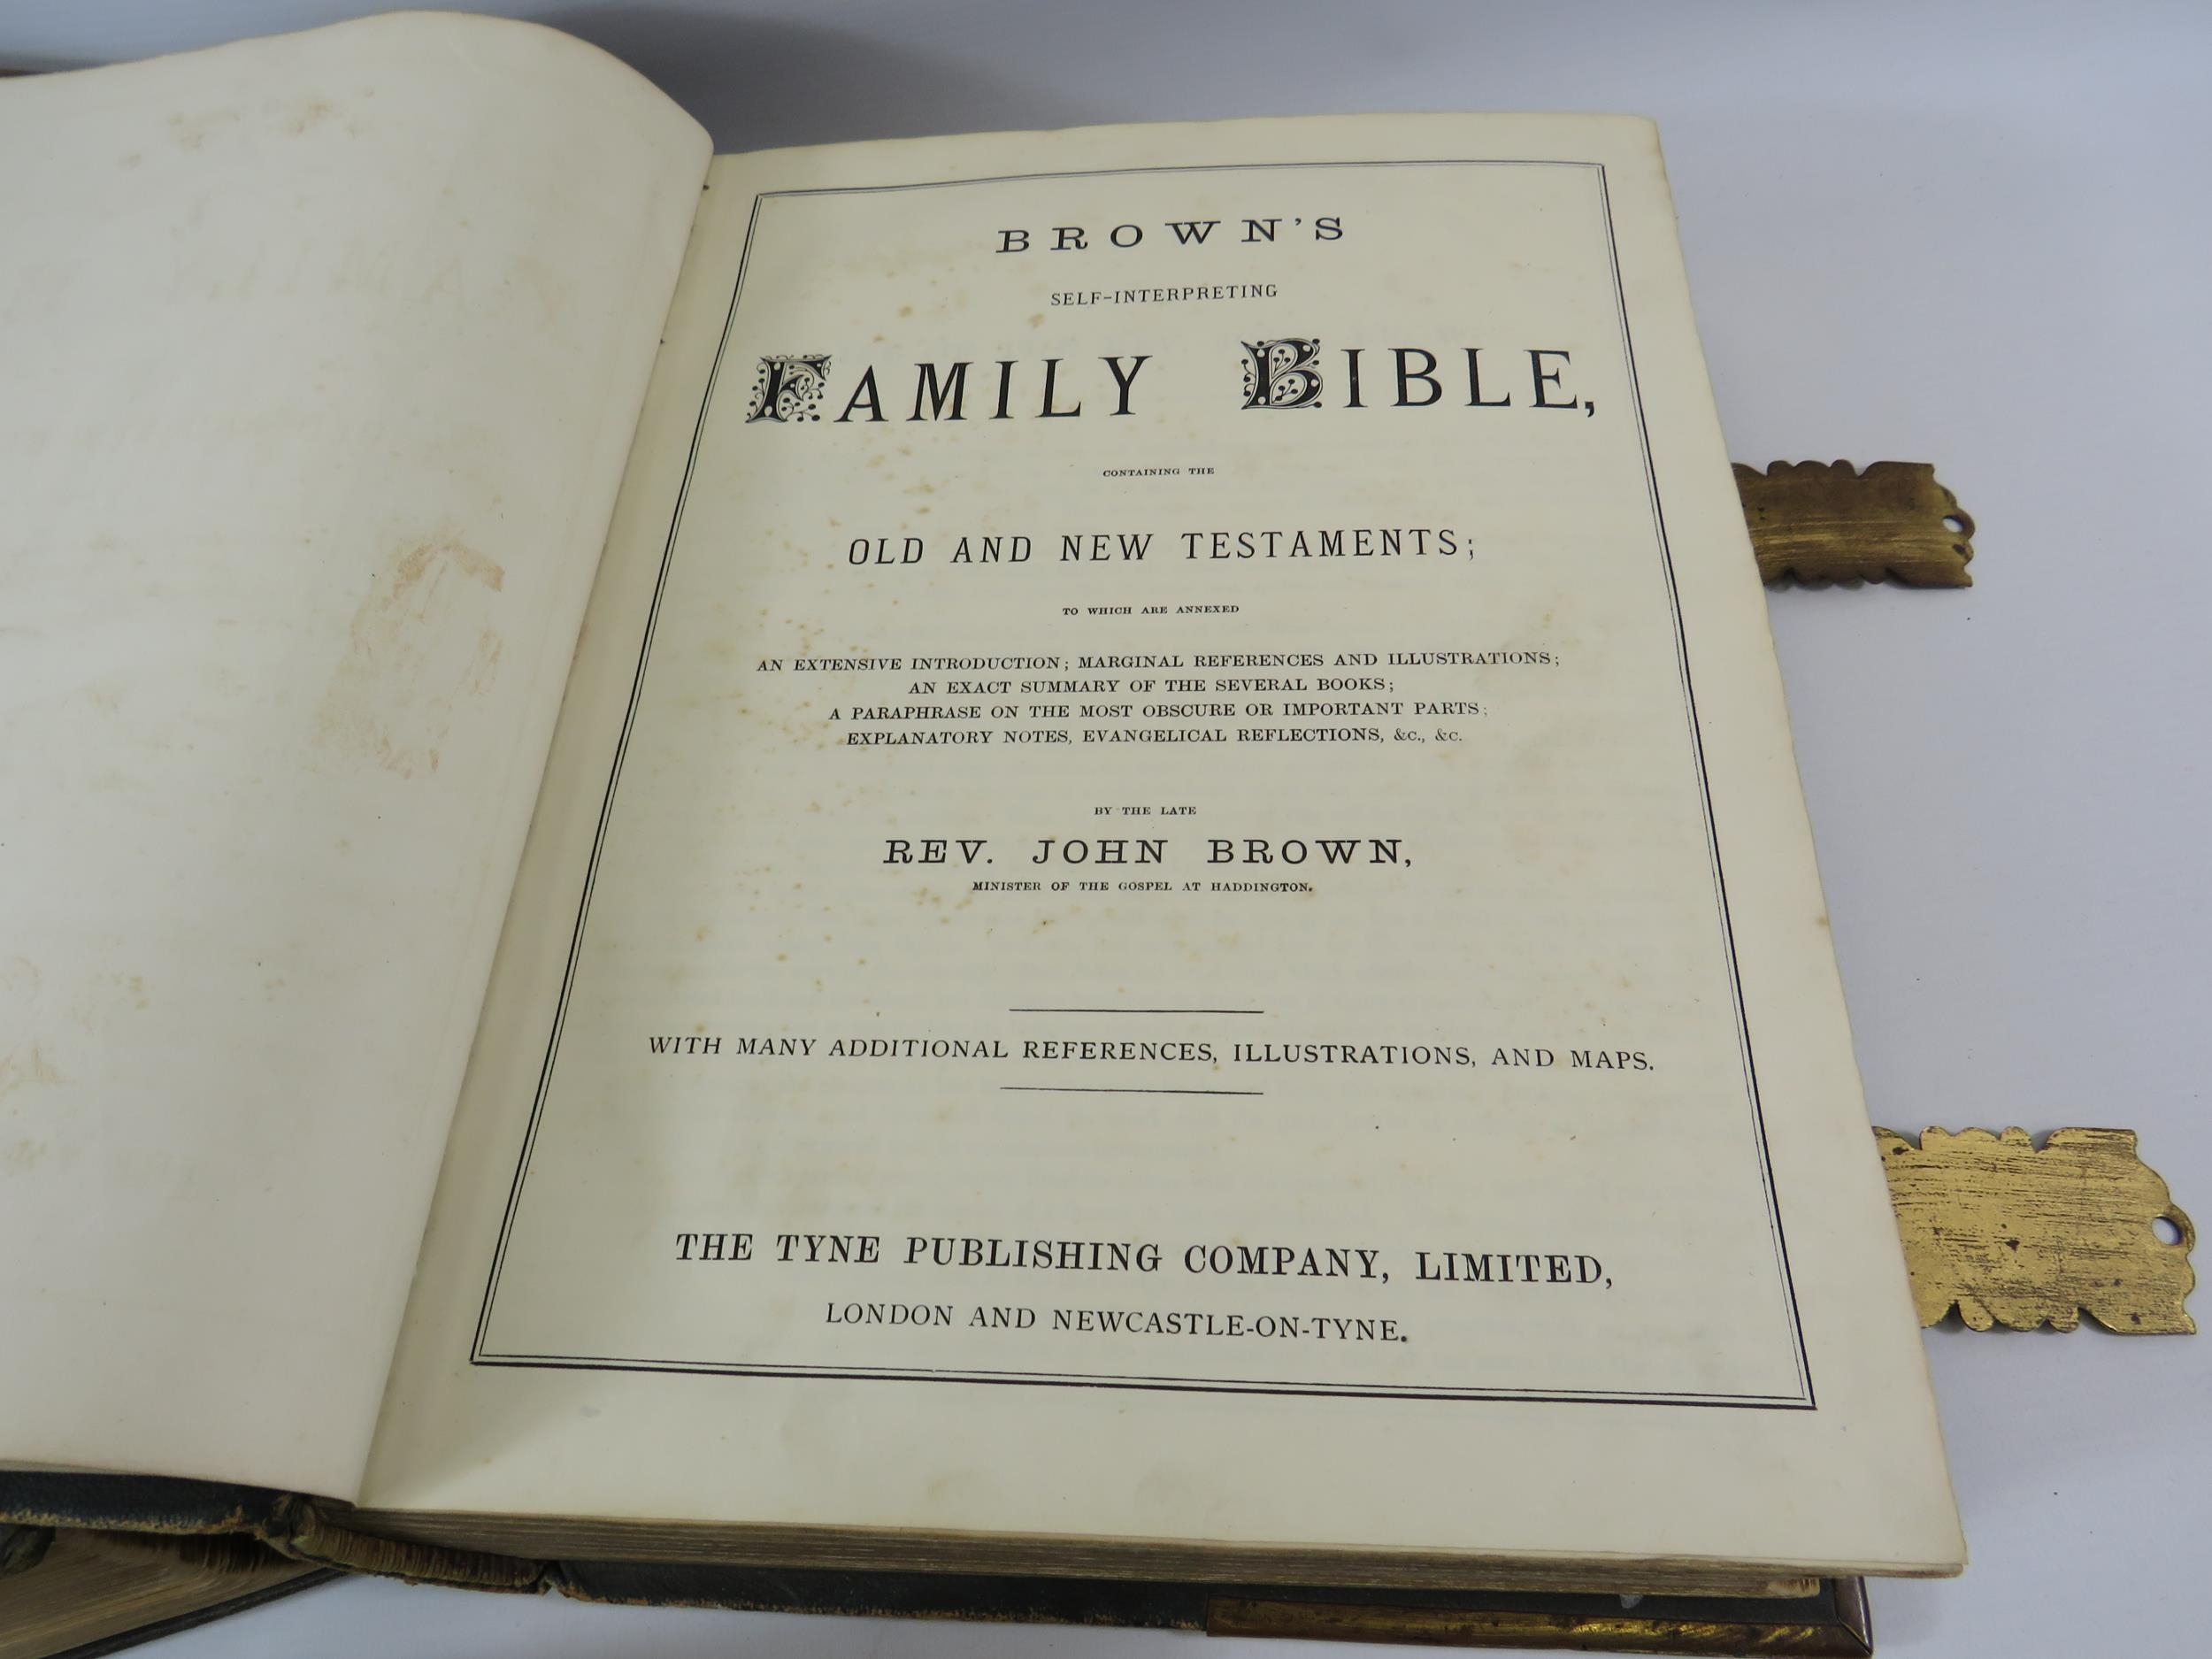 BROWN'S
SELF-INTERPRETING
FAMILY BIBLE,
CONTAINING THE
OLD AND NEW TESTAMENTS;
TO WHICH ARE ANNEXED
AN EXTENSIVE INTRODUCTION; MARGINAL REFERENCES AND ILLUSTRATIONS;
AN EXACT SUMMARY OF THE SEVERAL BOOKS;
A PARAPHRASE ON THE MOST OBSCURE OR IMPORTANT PARTS;
EXPLANATORY NOTES, EVANGELICAL REFLECTIONS, &c., &c.
BY THE LATE
REV. JOHN BROWN,
MINISTER OF THE GOSPEL AT HADDINGTON.
WITH MANY ADDITIONAL REFERENCES, ILLUSTRATIONS, AND MAPS.
THE TYNE PUBLISHING COMPANY, LIMITED,
LONDON AND NEWCASTLE-ON-TYNE.